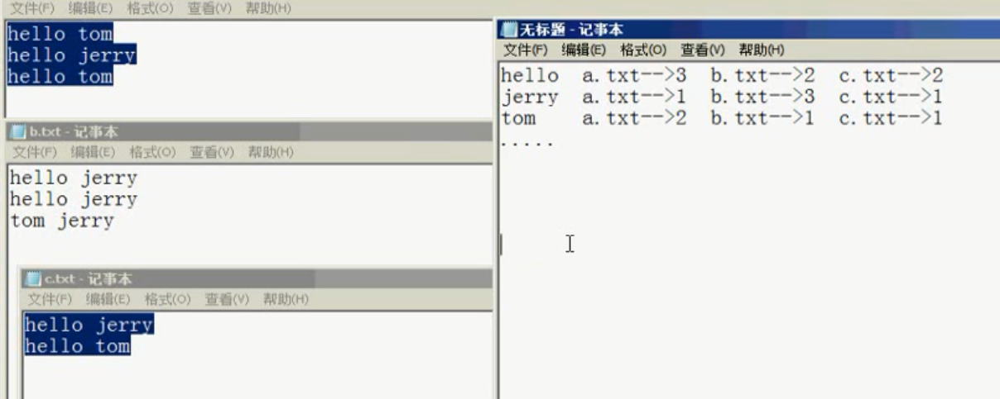 文件(F) 编辑(E) 格式(O) 查看(V) 帮助(H)
hello tom
hello jerry
hello tom
b.txt - 记事本
文件(F) 编辑(E) 格式(O) 查看(V) 帮助(H)
hello jerry
hello jerry
tom jerry
c.txt - 记事本
文件(F) 编辑(E) 格式(O) 查看(V) 帮助(H)
hello jerry
hello tom
无标题 - 记事本
文件(F) 编辑(E) 格式(O) 查看(V) 帮助(H)
hello a.txt-->3 b.txt-->2 c.txt-->2
jerry a.txt-->1 b.txt-->3 c.txt-->1
tom a.txt-->2 b.txt-->1 c.txt-->1
.....